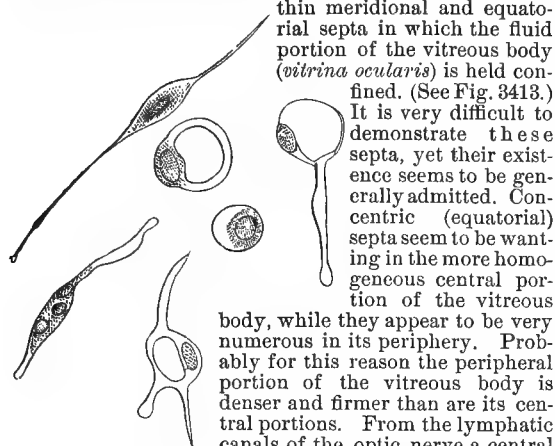 thin meridional and equato-
rial septa in which the fluid
portion of the vitreous body
(vitrina ocularis) is held con-
fined. (See Fig. 3413.)
It is very difficult to
demonstrate these
septa, yet their exist-
ence seems to be gen-
erally admitted. Con-
centric (equatorial)
septa seem to be want-
ing in the more homo-
geneous central por-
tion of the vitreous
body, while they appear to be very
numerous in its periphery. Prob-
ably for this reason the peripheral
portion of the vitreous body is
denser and firmer than are its cen-
tral portions. From the lymphatic
canals of the optic nerve a central